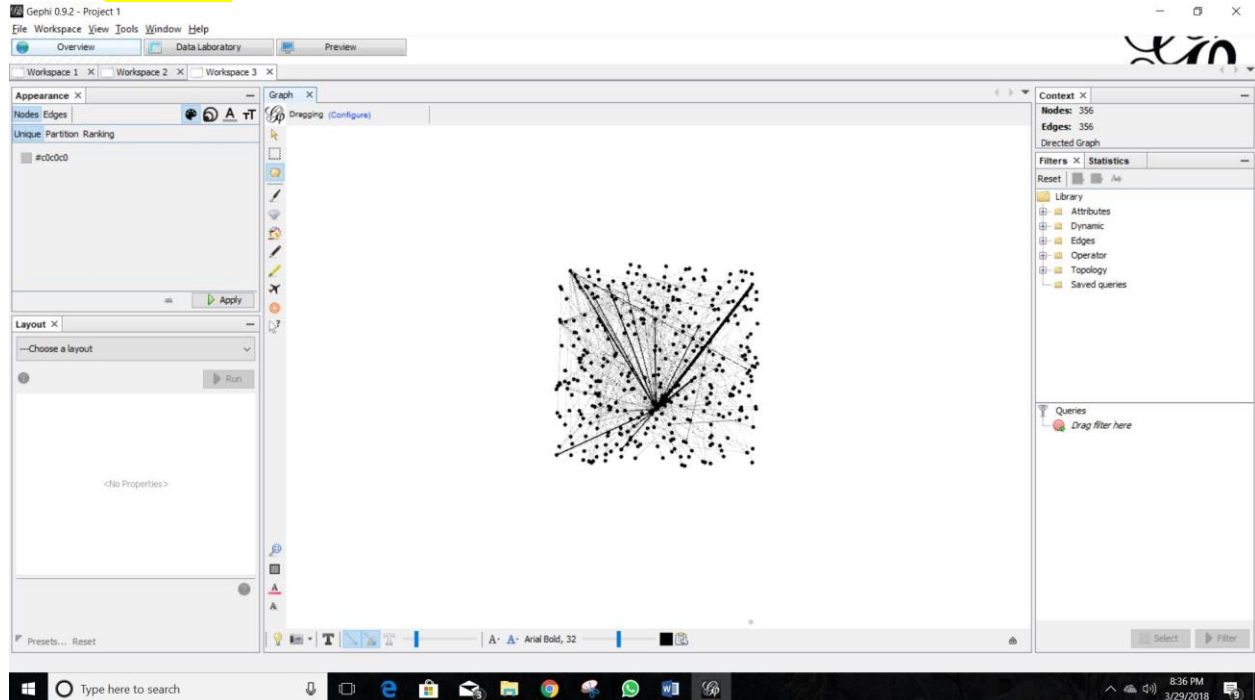 Gephi 0.9.2 - Project 1
File Workspace View Tools Window Help
Overview Data Laboratory Preview
Workspace 1 X Workspace 2 X Workspace 3 X
Appearance X
Nodes Edges
Unique Partition Ranking
#c0c0c0
Apply
Layout X
---Choose a layout
Run
<No Properties>
Presets... Reset
Graph X
Dragging (Configure)
A- A- Arial Bold, 32
Context X
Nodes: 356
Edges: 356
Directed Graph
Filters X Statistics
Reset
Library
Attributes
Dynamic
Edges
Operator
Topology
Saved queries
Queries
Drag filter here
Select Filter
Type here to search
8:36 PM
3/29/2018